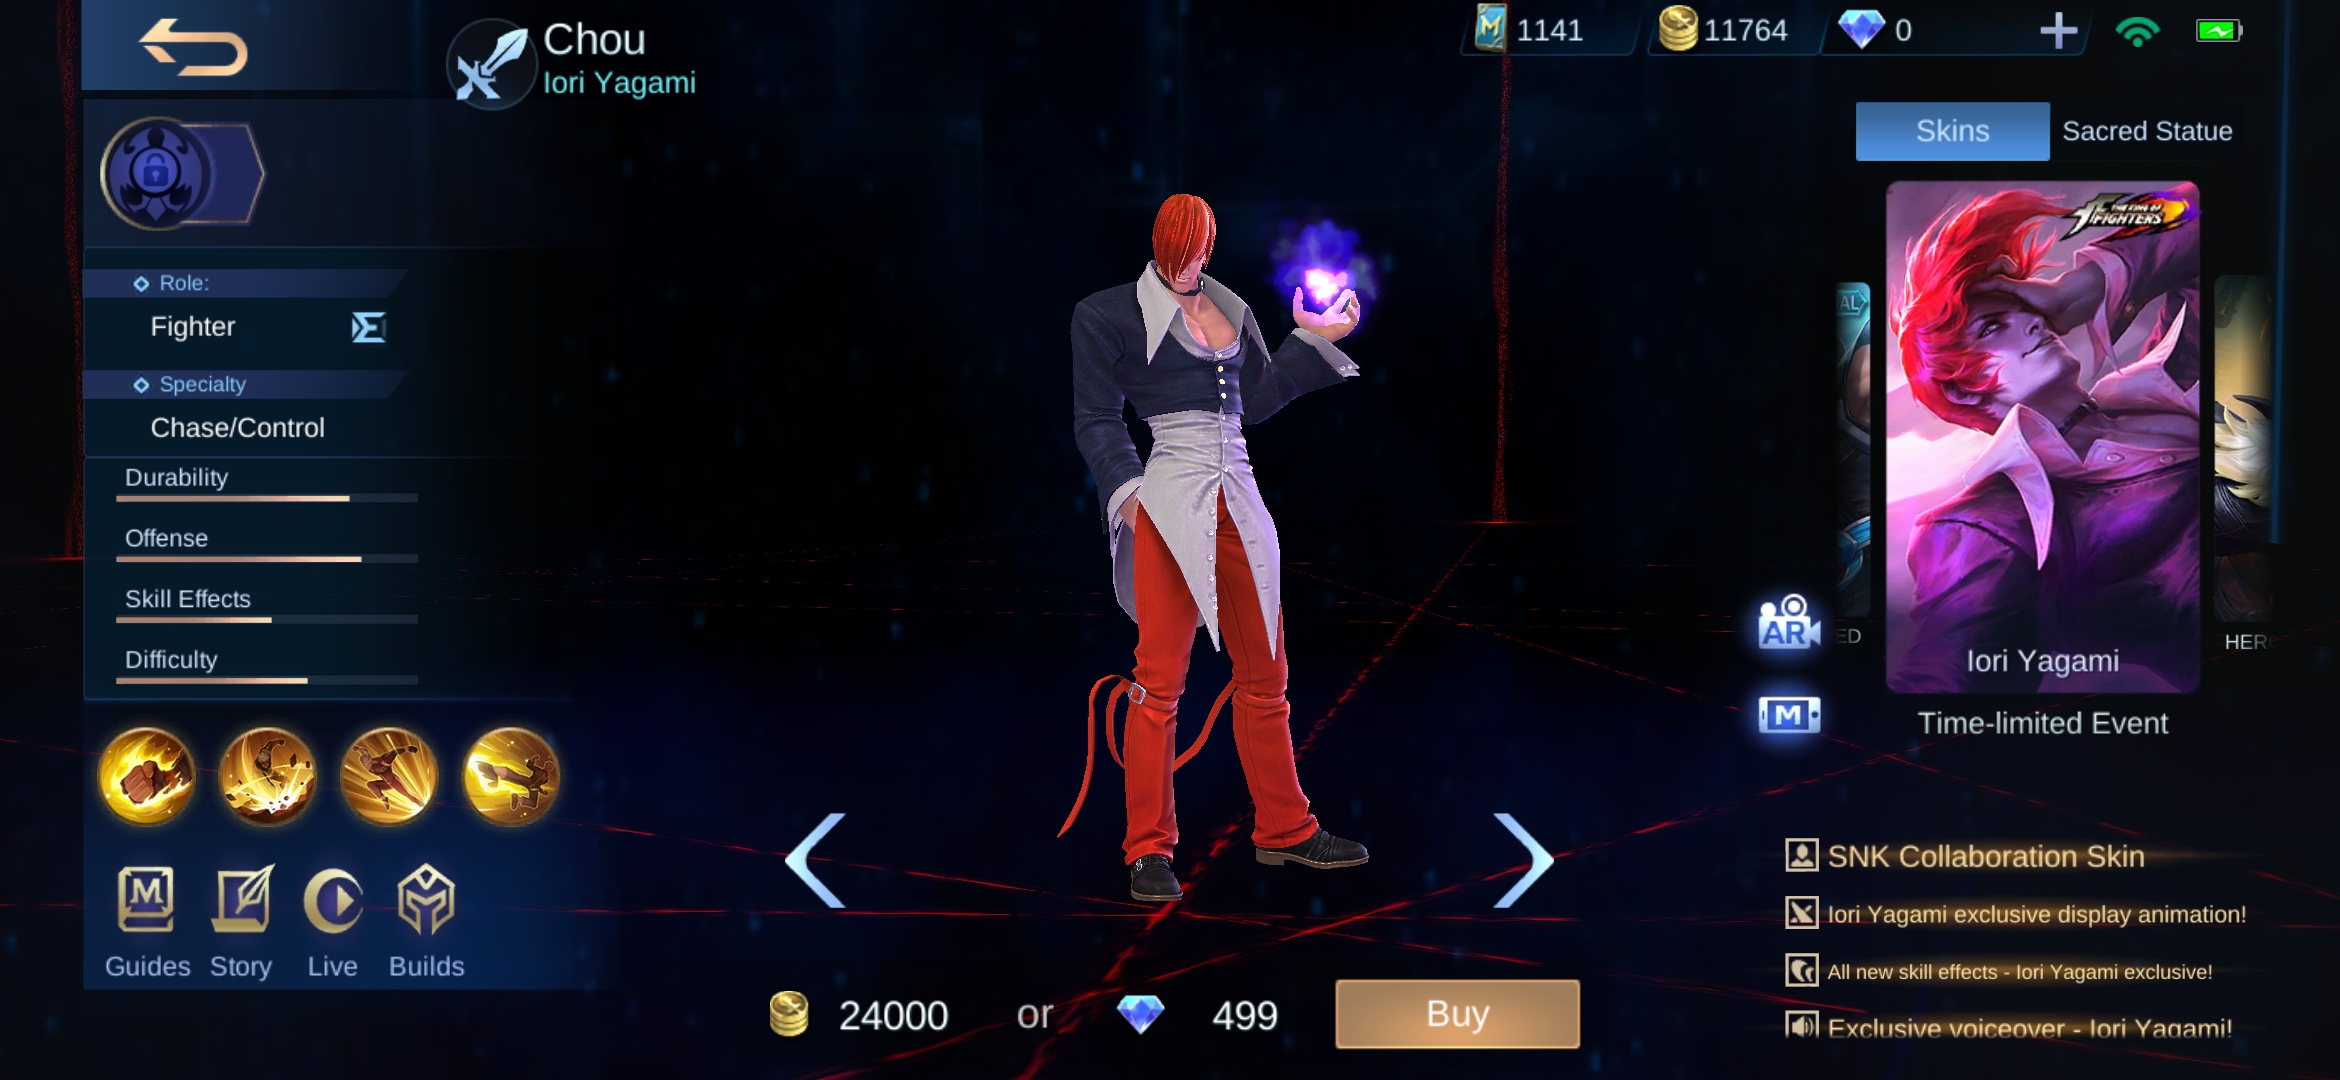 Chou
Iori Yagami
1141
11764
0
Skins
Sacred Statue
Role:
Fighter
Specialty
Chase/Control
Durability
Offense
Skill Effects
Difficulty
Guides
Story
Live
Builds
AL
THE KING OF
FIGHTERS
Iori Yagami
ED
HER
AR
M
Time-limited Event
SNK Collaboration Skin
Iori Yagami exclusive display animation!
All new skill effects - Iori Yagami exclusive!
Exclusive voiceover - Iori Yagami!
24000 or 499
Buy